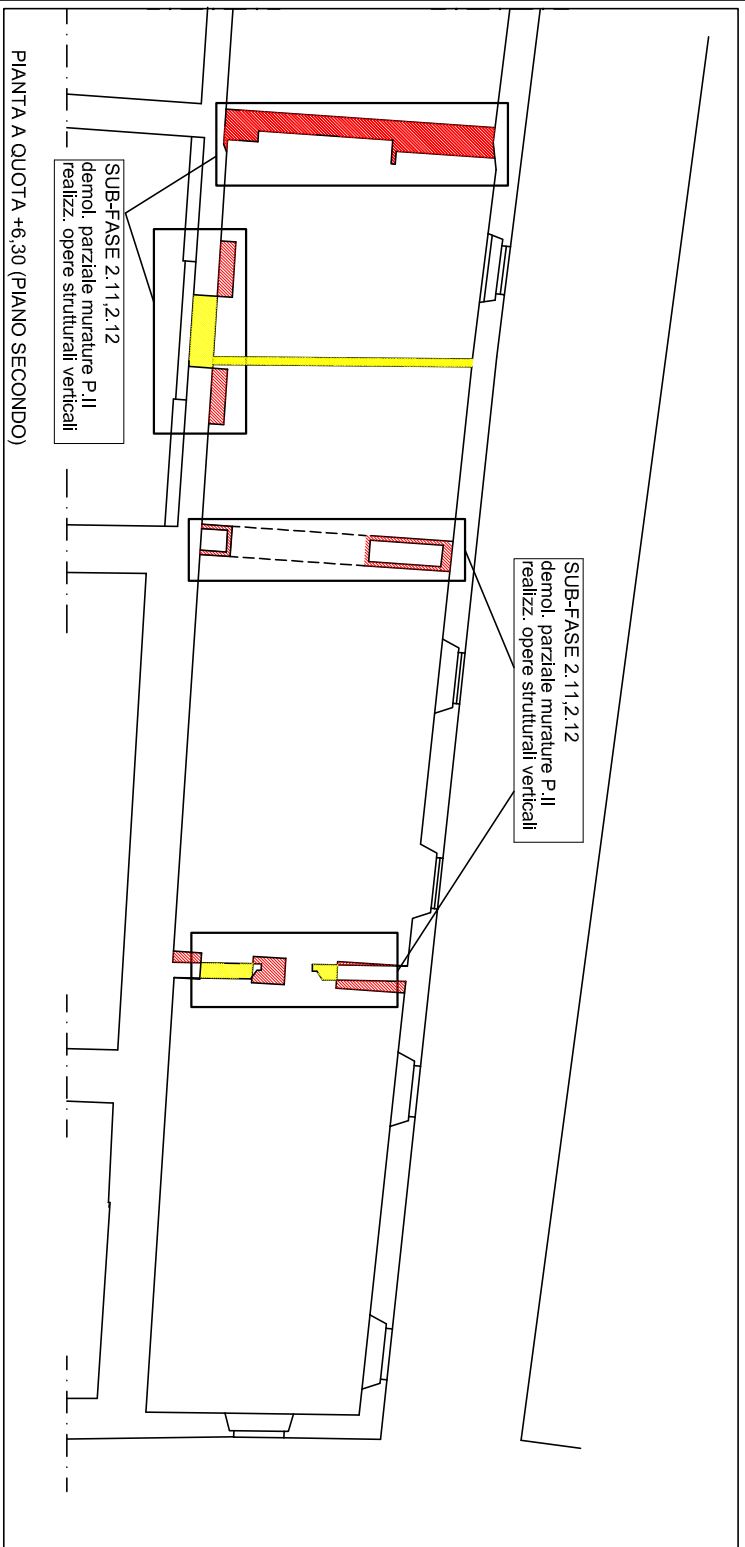 SUB-FASE 2.11,2.12
demol. parziale murature P.II
realizz. opere strutturali verticali
SUB-FASE 2.11,2.12
demol. parziale murature P.II
realizz. opere strutturali verticali
PIANTA A QUOTA +6,30 (PIANO SECONDO)